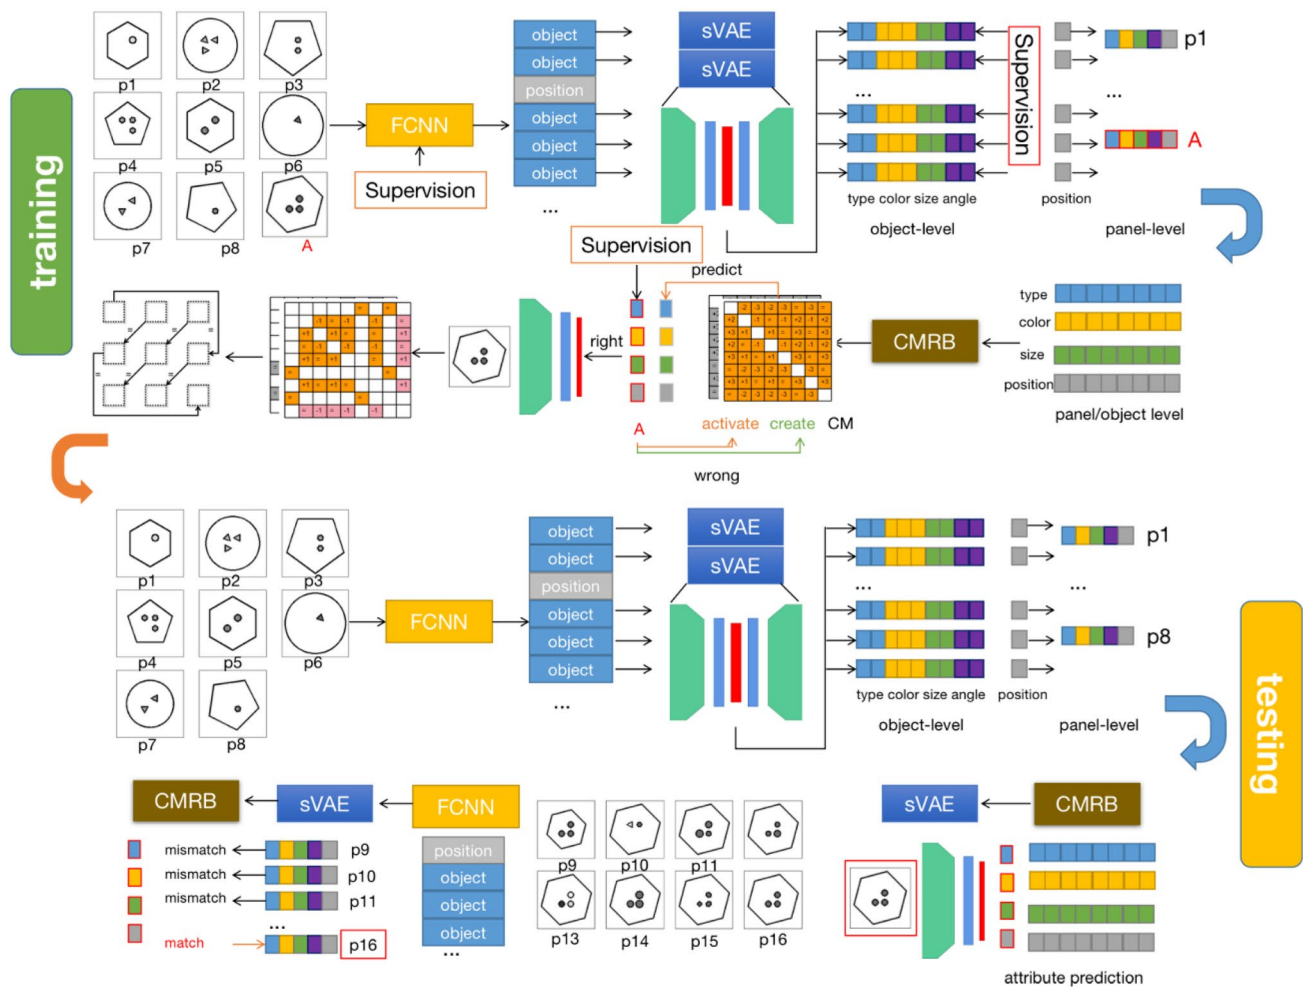 training
p1
p2
p3
p4
p5
p6
p7
p8
A
FCNN
Supervision
object
object
position
object
object
object
...
sVAE
sVAE
Supervision
...
type color size angle
object-level
position
p1
...
A
panel-level
type
color
size
position
panel/object level
CMRB
CM
predict
Supervision
right
A
activate
create
wrong
testing
p1
p2
p3
p4
p5
p6
p7
p8
FCNN
object
object
position
object
object
object
...
sVAE
sVAE
...
type color size angle
object-level
position
p1
...
p8
panel-level
CMRB
sVAE
FCNN
mismatch
p9
mismatch
p10
mismatch
p11
...
match
p16
position
object
object
object
...
p9
p10
p11
p13
p14
p15
p16
sVAE
CMRB
attribute prediction